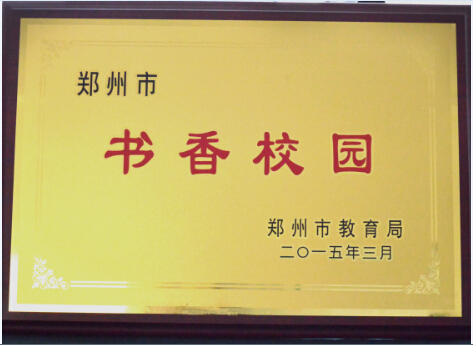 郑州市
书香校园
郑州市教育局
二〇一五年三月